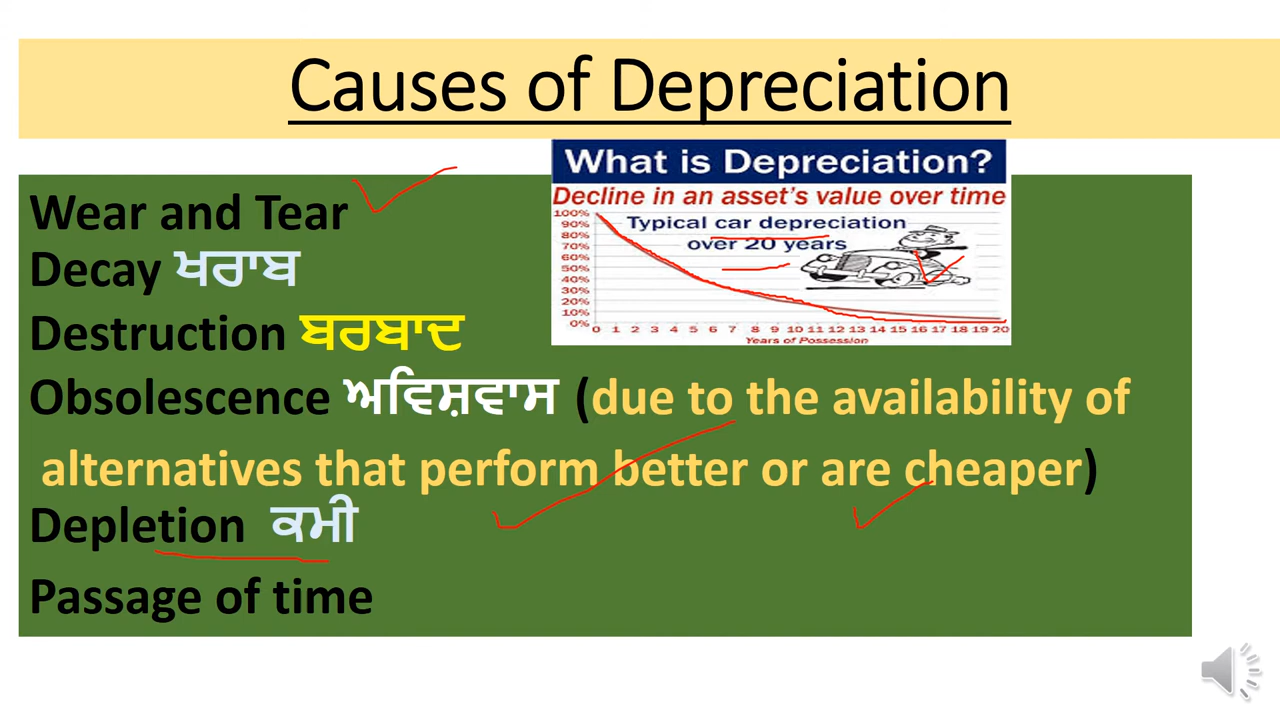 Causes of Depreciation
What is Depreciation?
Decline in an asset's value over time
Typical car depreciation
over 20 years
100%
90%
80%
70%
60%
50%
40%
30%
20%
10%
0%
0 1 2 3 4 5 6 7 8 9 10 11 12 13 14 15 16 17 18 19 20
Years of Possession
Wear and Tear
Decay ਖਰਾਬ
Destruction ਬਰਬਾਦ
Obsolescence ਅਵਿਸ਼ਵਾਸ (due to the availability of
alternatives that perform better or are cheaper)
Depletion ਕਮੀ
Passage of time